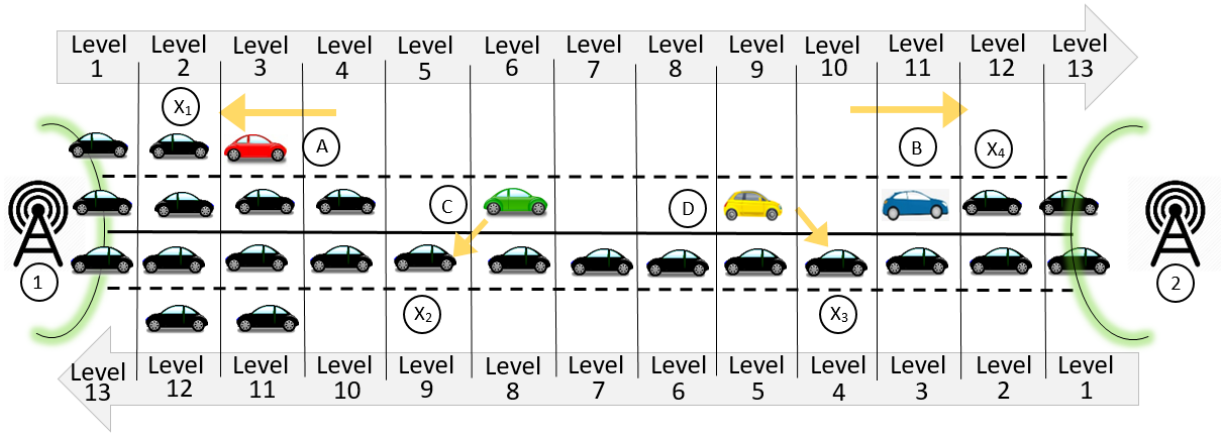 Level Level Level Level Level Level Level Level Level Level Level Level Level
1 2 3 4 5 6 7 8 9 10 11 12 13
X₁
A B X₄
C D
1 2
X₂ X₃
Level Level Level Level Level Level Level Level Level Level Level Level Level
13 12 11 10 9 8 7 6 5 4 3 2 1